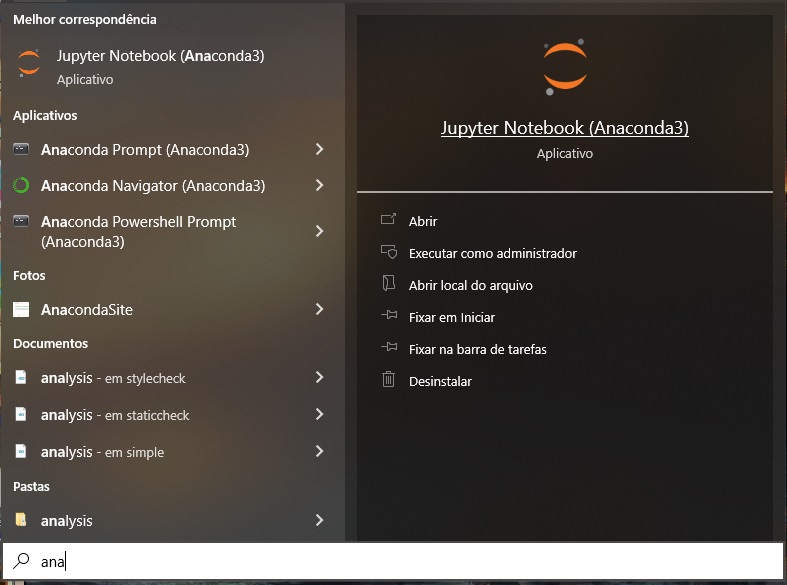 Melhor correspondência
Jupyter Notebook (Anaconda3)
Aplicativo
Aplicativos
Anaconda Prompt (Anaconda3)
Anaconda Navigator (Anaconda3)
Anaconda Powershell Prompt
(Anaconda3)
Fotos
AnacondaSite
Documentos
analysis - em stylecheck
analysis - em staticcheck
analysis - em simple
Pastas
analysis
ana
Jupyter Notebook (Anaconda3)
Aplicativo
Abrir
Executar como administrador
Abrir local do arquivo
Fixar em Iniciar
Fixar na barra de tarefas
Desinstalar